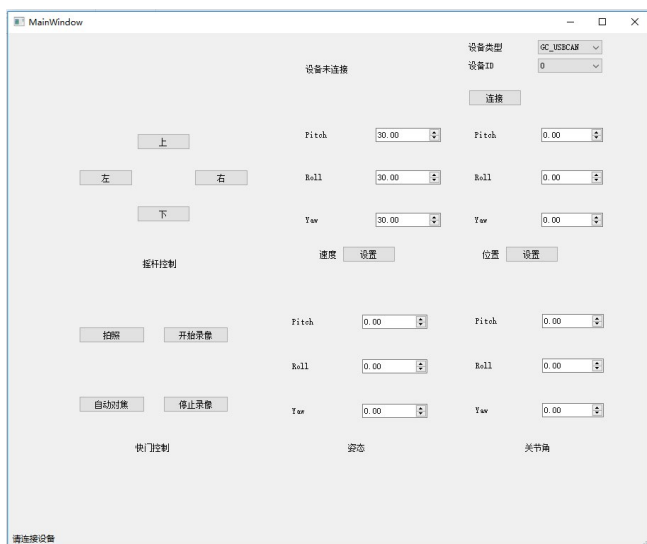 MainWindow
设备类型 GC_USBCAN
设备未连接
设备ID 0
连接
上
Pitch 30.00 Pitch 0.00
左 右 Roll 30.00 Roll 0.00
下 Yaw 30.00 Yaw 0.00
速度 设置 位置 设置
摇杆控制
Pitch 0.00 Pitch 0.00
拍照 开始录像
Roll 0.00 Roll 0.00
自动对焦 停止录像 Yaw 0.00 Yaw 0.00
快门控制 姿态 关节角
请连接设备